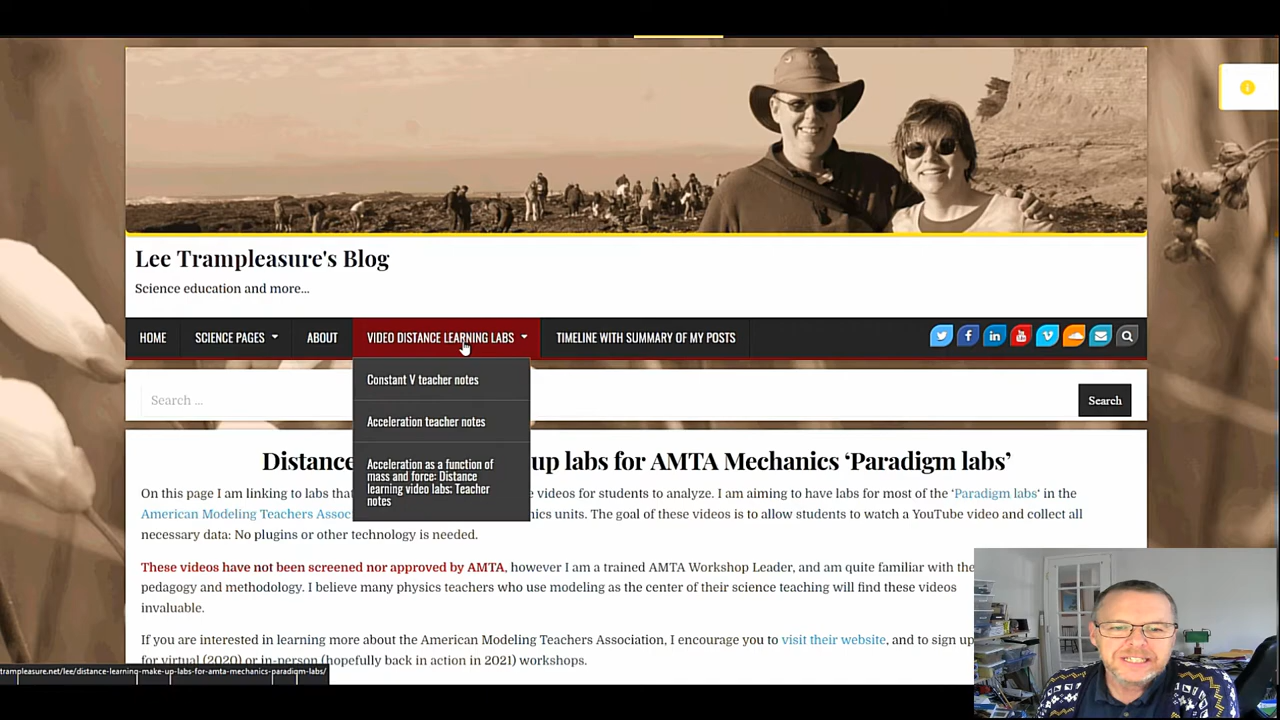 Lee Trampleasure's Blog
Science education and more...
HOME
SCIENCE PAGES
ABOUT
VIDEO DISTANCE LEARNING LABS
TIMELINE WITH SUMMARY OF MY POSTS
Constant V teacher notes
Acceleration teacher notes
Acceleration as a function of
mass and force: Distance
learning video labs: Teacher
notes
Search ...
Search
Distance up labs for AMTA Mechanics ‘Paradigm labs’
On this page I am linking to labs that videos for students to analyze. I am aiming to have labs for most of the ‘Paradigm labs‘ in the
American Modeling Teachers units. The goal of these videos is to allow students to watch a YouTube video and collect all
necessary data: No plugins or other technology is needed.
These videos have not been screened nor approved by AMTA, however I am a trained AMTA Workshop Leader, and am quite familiar with the
pedagogy and methodology. I believe many physics teachers who use modeling as the center of their science teaching will find these videos
invaluable.
If you are interested in learning more about the American Modeling Teachers Association, I encourage you to visit their website, and to sign up
for virtual (2020) or in-person (hopefully back in action in 2021) workshops.
trampleasure.net/lee/distance-learning-make-up-labs-for-amta-mechanics-paradigm-labs/